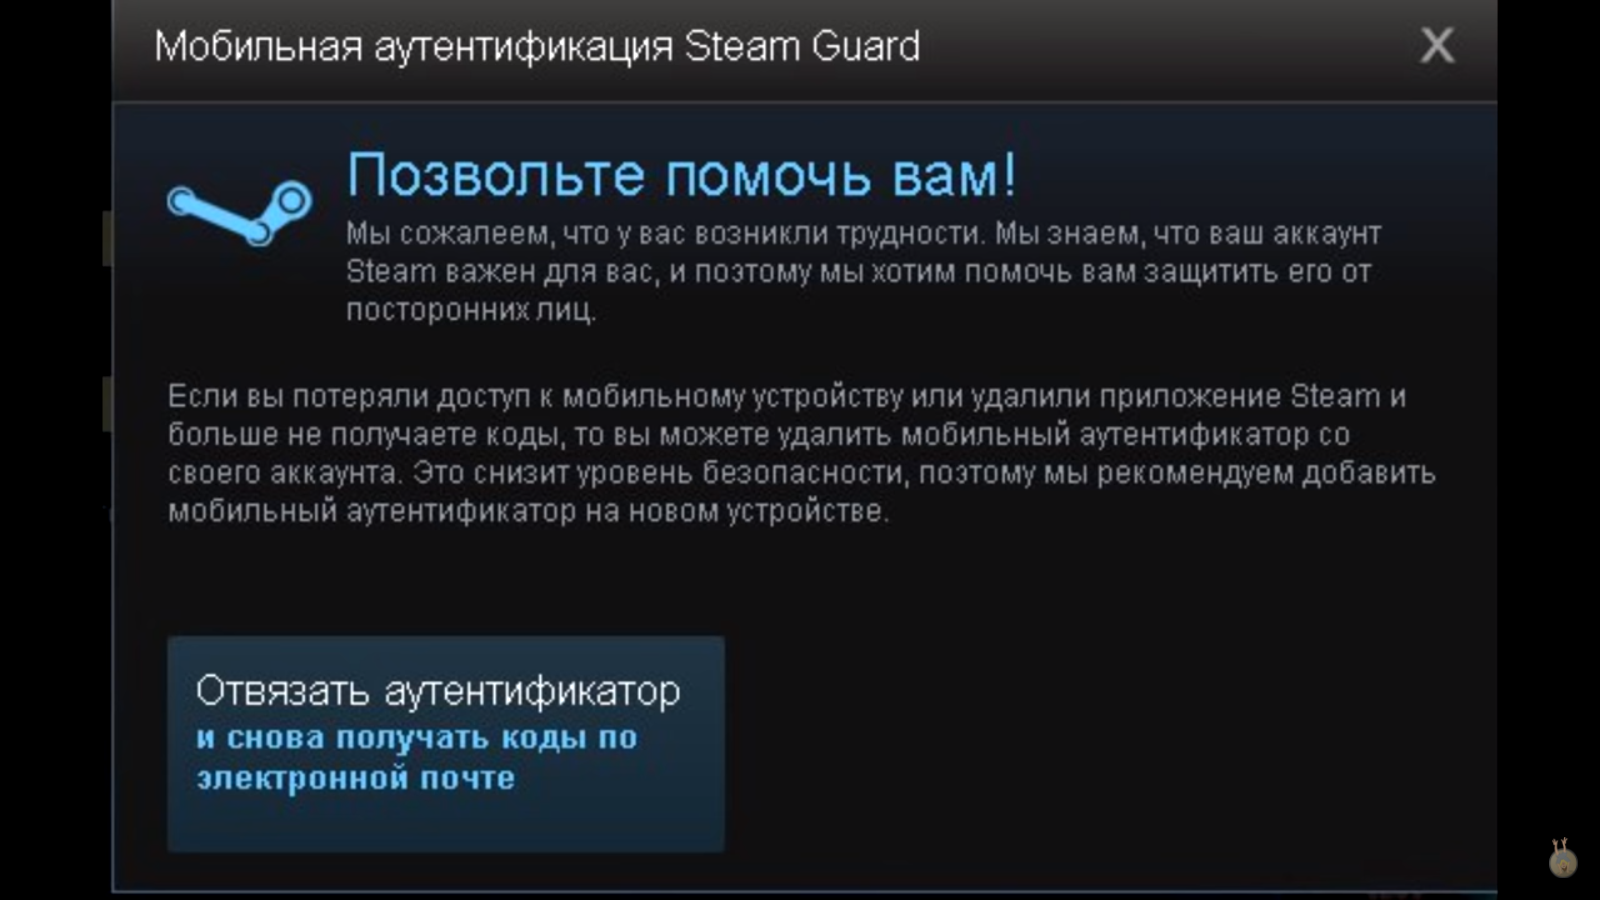 Мобильная аутентификация Steam Guard
X
Позвольте помочь вам!
Мы сожалеем, что у вас возникли трудности. Мы знаем, что ваш аккаунт
Steam важен для вас, и поэтому мы хотим помочь вам защитить его от
посторонних лиц.
Если вы потеряли доступ к мобильному устройству или удалили приложение Steam и
больше не получаете коды, то вы можете удалить мобильный аутентификатор со
своего аккаунта. Это снизит уровень безопасности, поэтому мы рекомендуем добавить
мобильный аутентификатор на новом устройстве.
Отвязать аутентификатор
и снова получать коды по
электронной почте